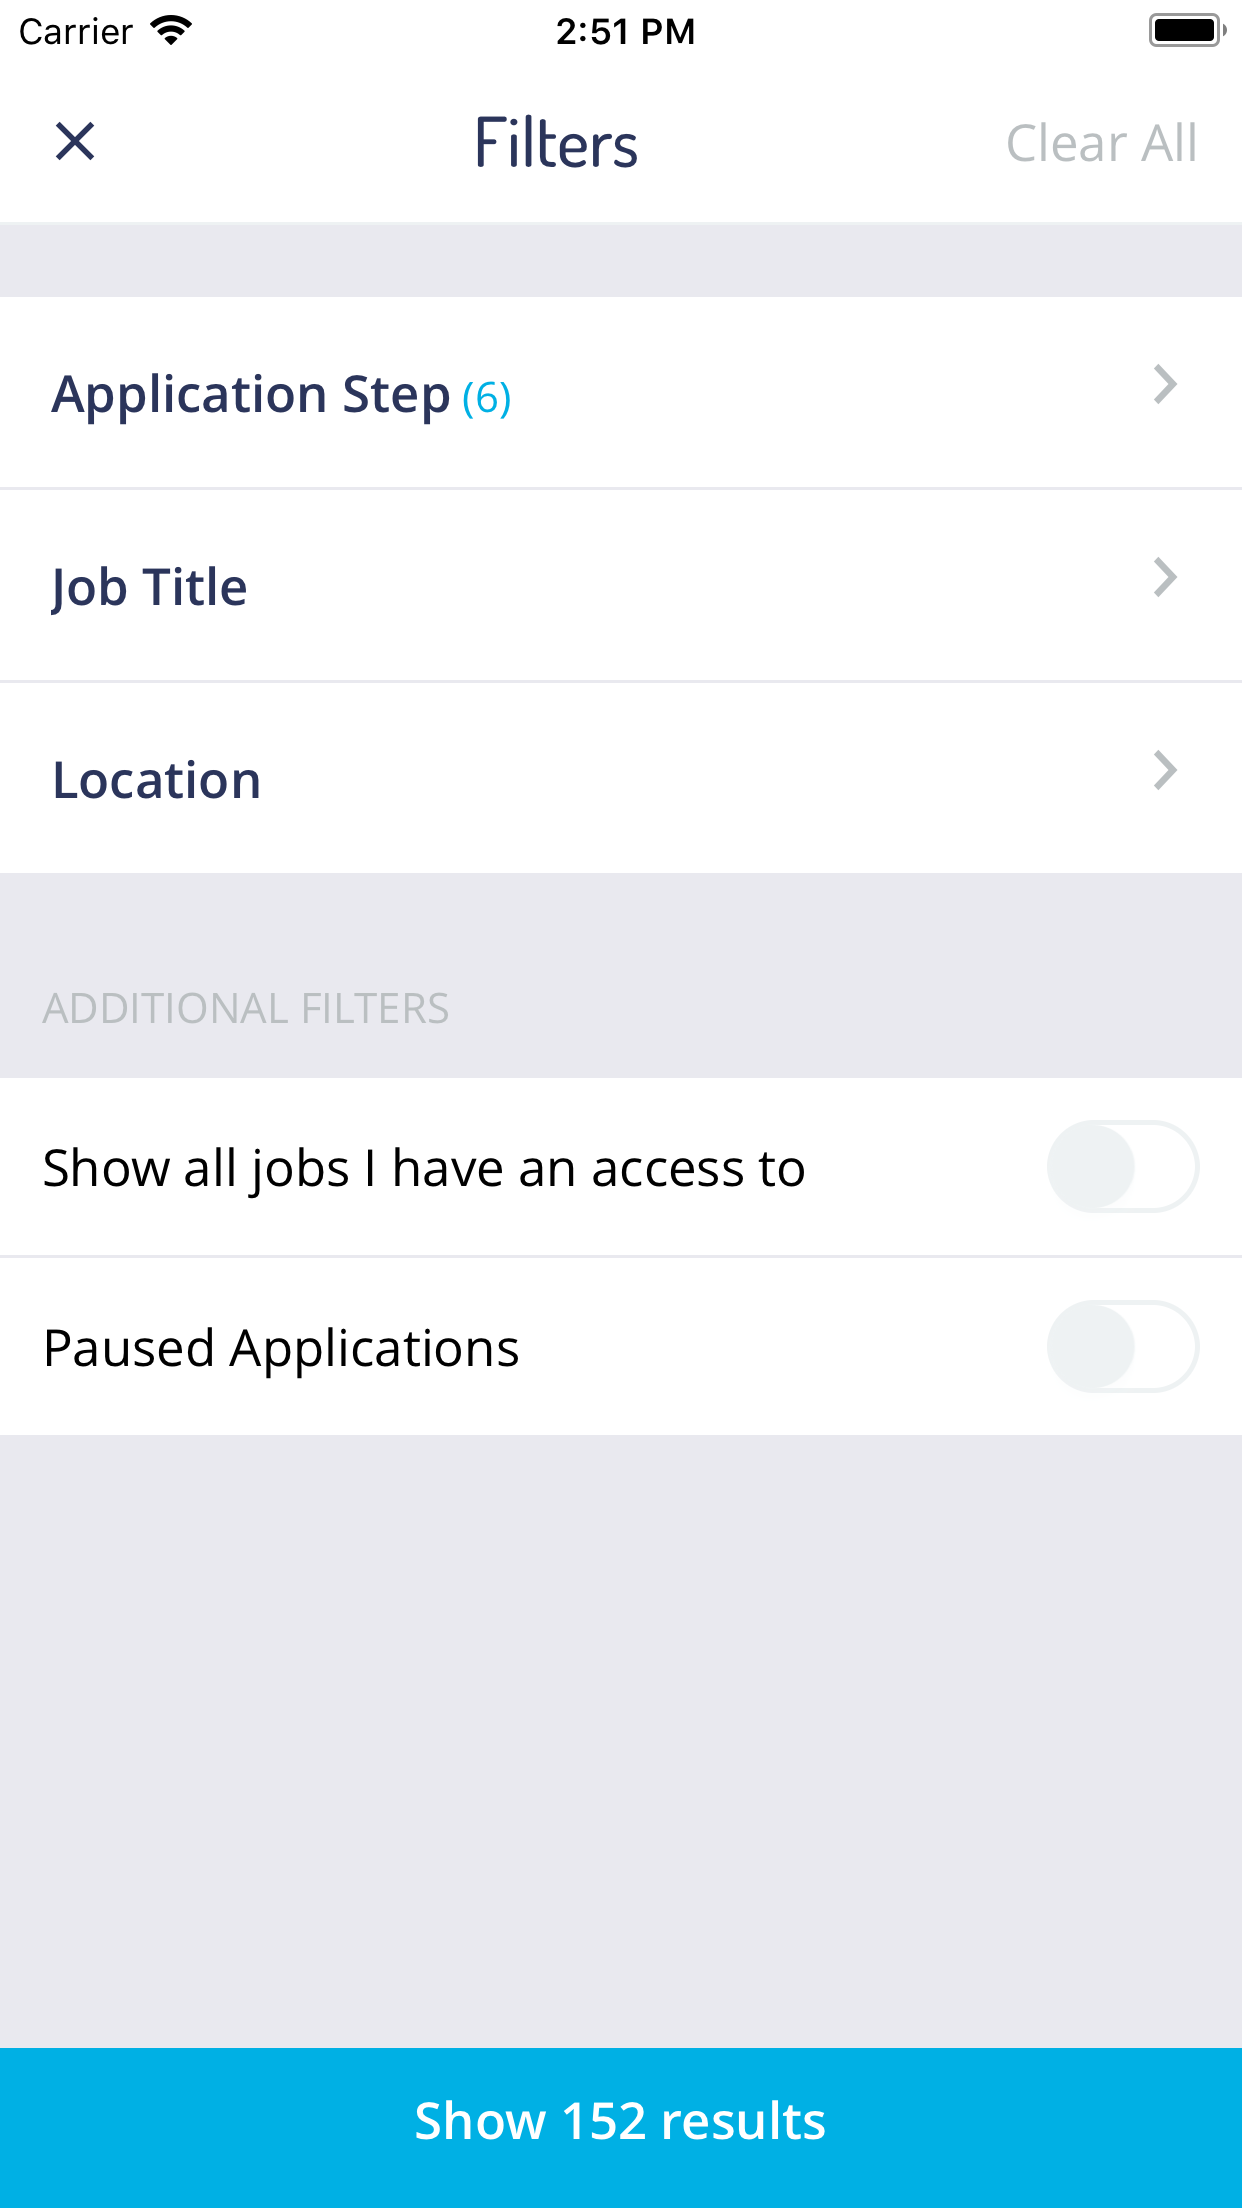 Carrier 2:51 PM
Filters Clear All
Application Step (6)
Job Title
Location
ADDITIONAL FILTERS
Show all jobs I have an access to
Paused Applications
Show 152 results